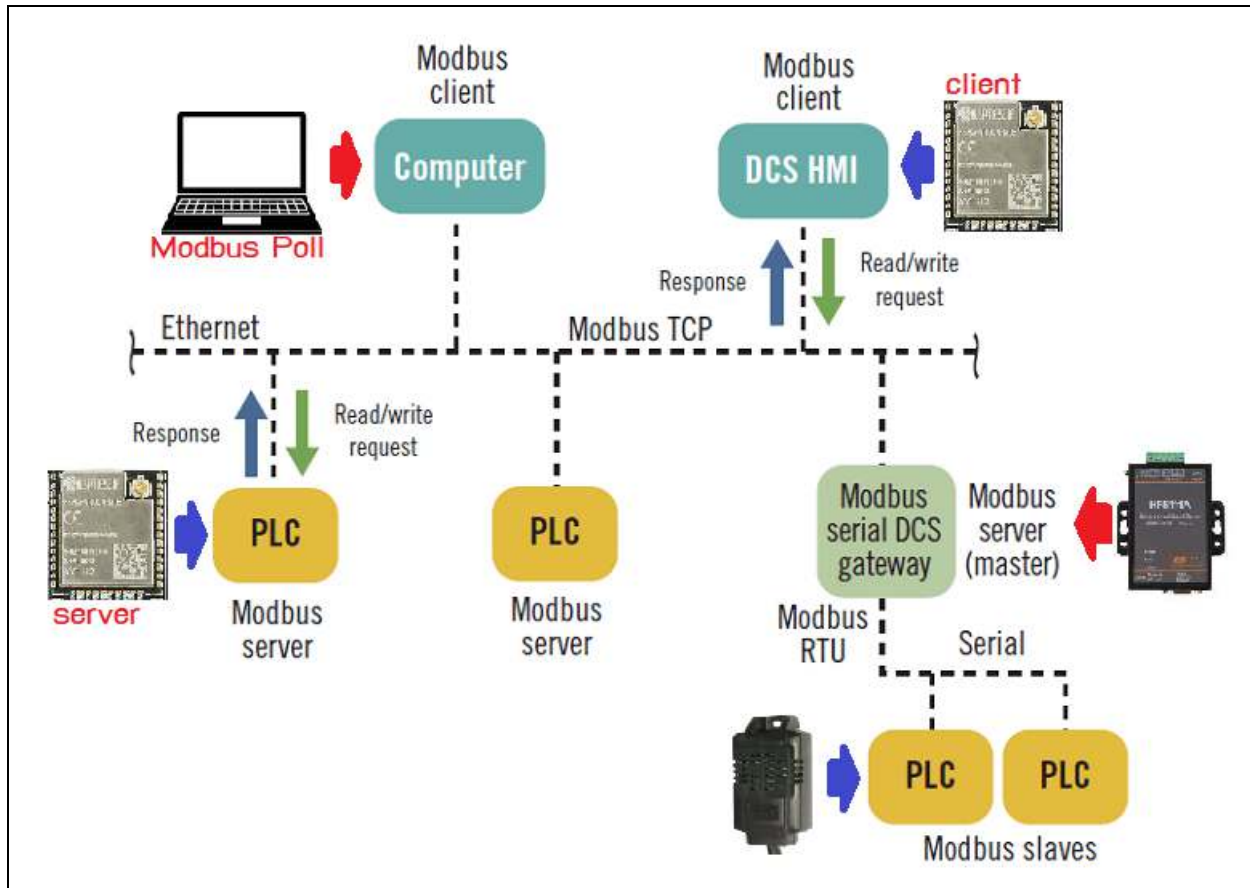 Modbus
client
Computer
Modbus Poll
Modbus
client
DCS HMI
client
Response
Read/write
request
Ethernet
Modbus TCP
Response
Read/write
request
PLC
server
Modbus
server
PLC
Modbus
server
Modbus
serial DCS
gateway
Modbus
server
(master)
Modbus
RTU
Serial
PLC
PLC
Modbus slaves